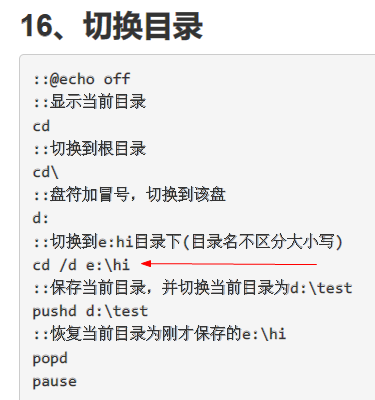 16、切换目录
::@echo off
::显示当前目录
cd
::切换到根目录
cd\
::盘符加冒号，切换到该盘
d:
::切换到e:hi目录下(目录名不区分大小写)
cd /d e:\hi
::保存当前目录，并切换当前目录为d:\test
pushd d:\test
::恢复当前目录为刚才保存的e:\hi
popd
pause